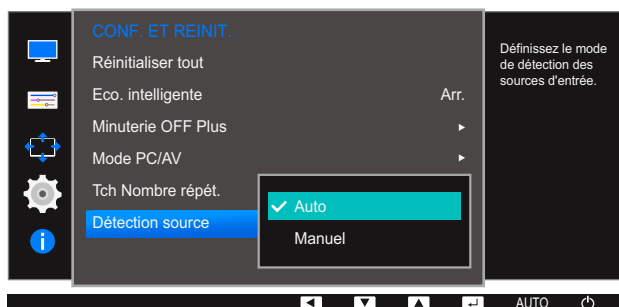 CONF. ET REINIT.
Réinitialiser tout
Eco. intelligente Arr.
Minuterie OFF Plus
Mode PC/AV
Tch Nombre répét.
Détection source
Auto
Manuel
Définissez le mode
de détection des
sources d'entrée.
AUTO